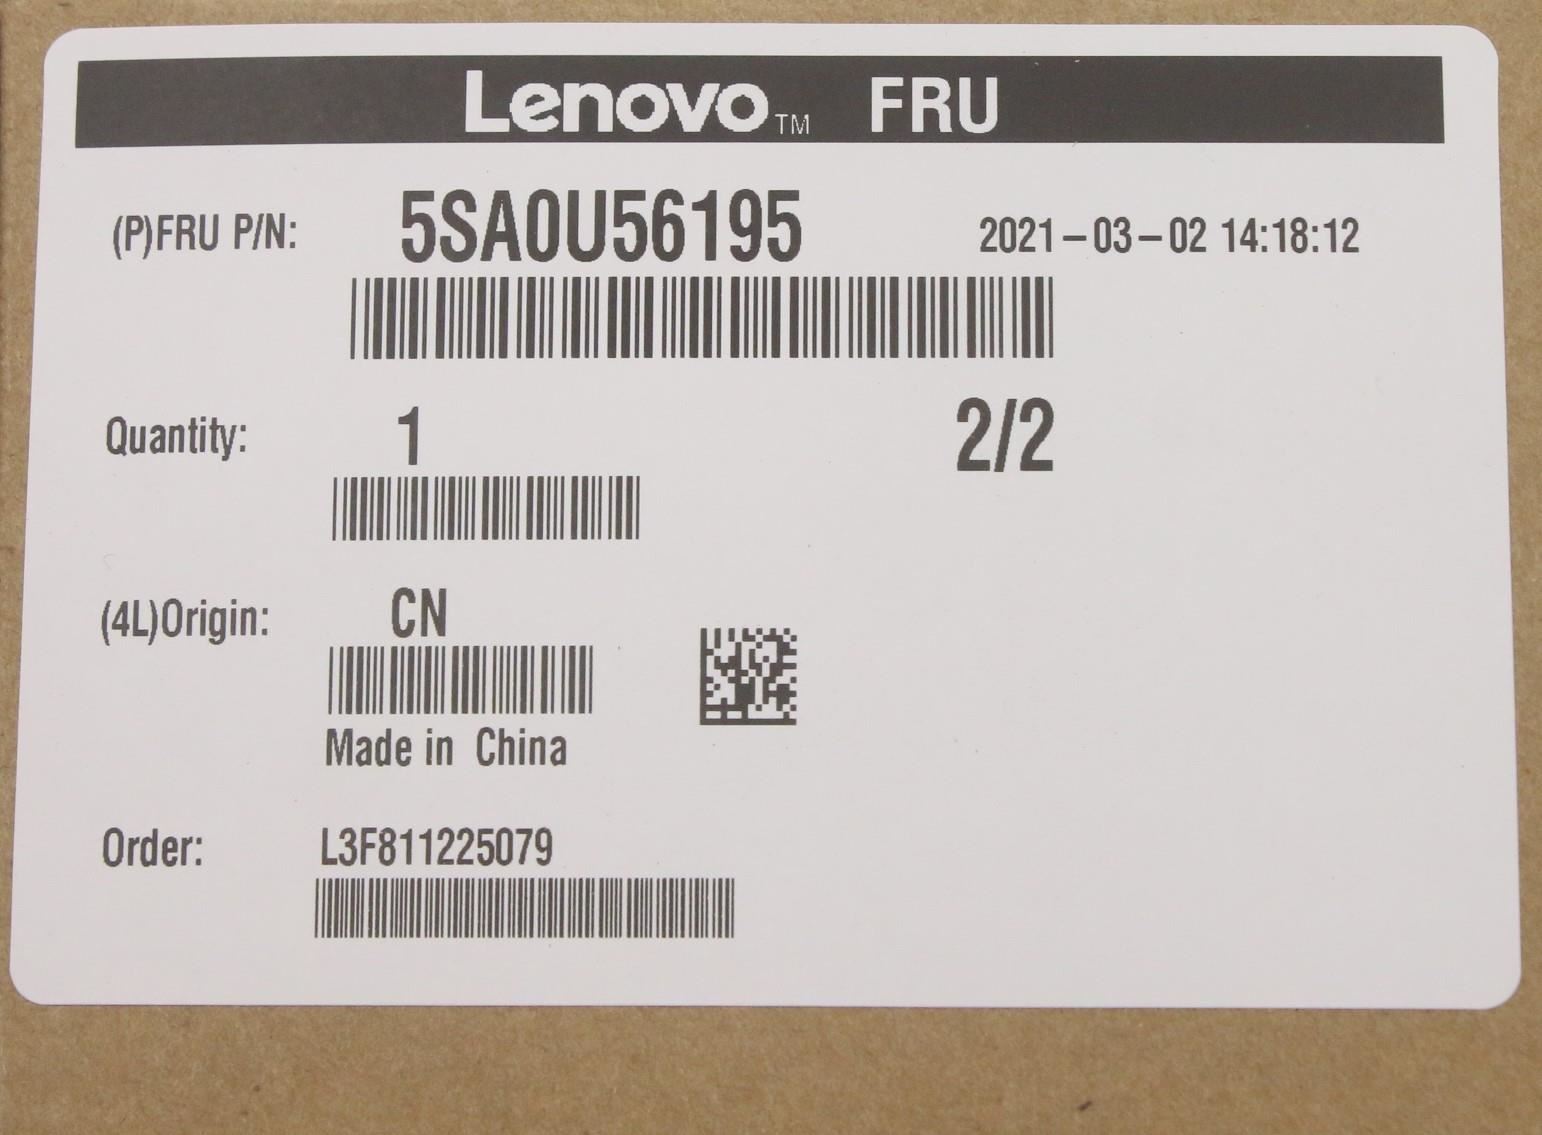 Lenovo™ FRU
(P)FRU P/N: 5SA0U56195 2021-03-02 14:18:12
Quantity: 1 2/2
(4L)Origin: CN
Made in China
Order: L3F811225079